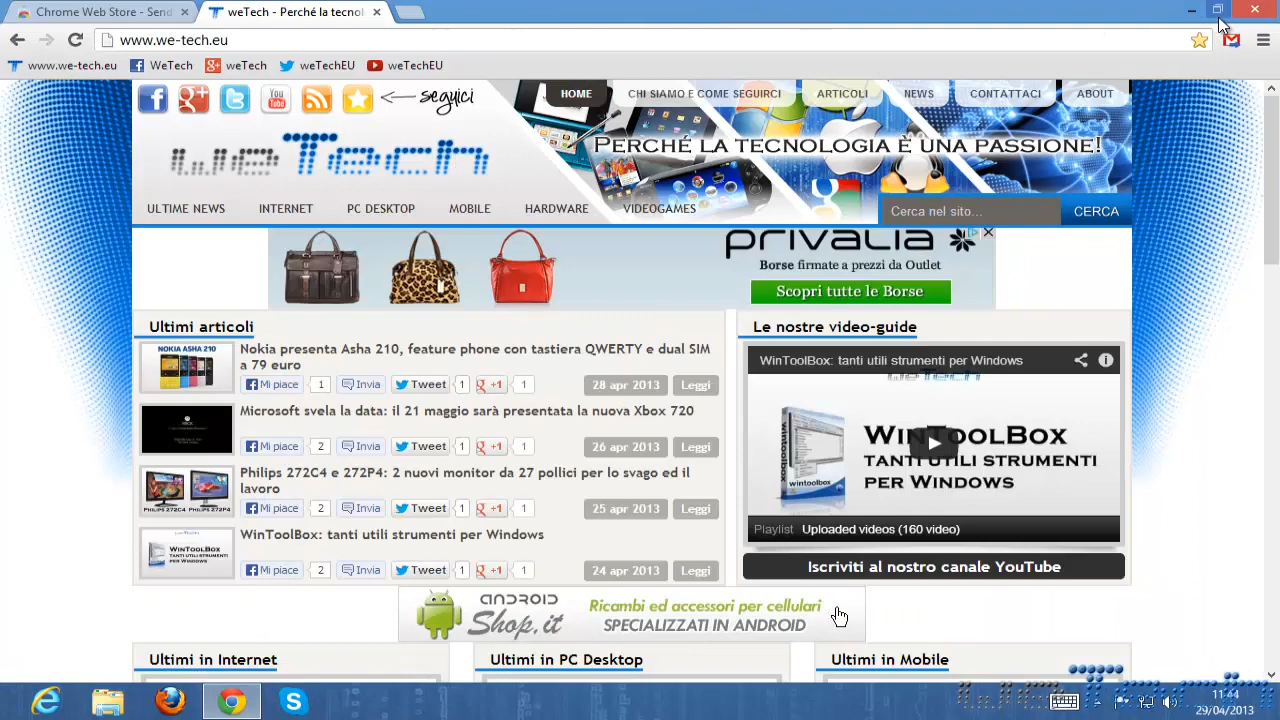 Chrome Web Store - Send
weTech - Perché la tecnol
www.we-tech.eu
www.we-tech.eu WeTech weTech weTechEU weTechEU
seguici
HOME CHI SIAMO E COME SEGUIRCI ARTICOLI NEWS CONTATTACI ABOUT
weTech
PERCHÉ LA TECNOLOGIA È UNA PASSIONE!
ULTIME NEWS INTERNET PC DESKTOP MOBILE HARDWARE VIDEOGAMES
Cerca nel sito... CERCA
PRIVALIA
Borse firmate a prezzi da Outlet
Scopri tutte le Borse
Ultimi articoli
NOKIA ASHA 210
Nokia presenta Asha 210, feature phone con tastiera QWERTY e dual SIM
a 79 euro
Mi piace 1 Invia Tweet 1 +1 1 28 apr 2013 Leggi
Microsoft svela la data: il 21 maggio sarà presentata la nuova Xbox 720
Mi piace 2 Invia Tweet 1 +1 1 26 apr 2013 Leggi
Philips 272C4 e 272P4: 2 nuovi monitor da 27 pollici per lo svago ed il
lavoro
Mi piace 2 Invia Tweet 1 +1 1 25 apr 2013 Leggi
WinToolBox: tanti utili strumenti per Windows
Mi piace 2 Invia Tweet 1 +1 1 24 apr 2013 Leggi
Le nostre video-guide
WinToolBox: tanti utili strumenti per Windows
WINTOOLBOX
TANTI UTILI STRUMENTI
PER WINDOWS
Playlist Uploaded videos (160 video)
Iscriviti al nostro canale YouTube
ANDROID
Shop.it
Ricambi ed accessori per cellulari
SPECIALIZZATI IN ANDROID
Ultimi in Internet Ultimi in PC Desktop Ultimi in Mobile
11:44
29/04/2013